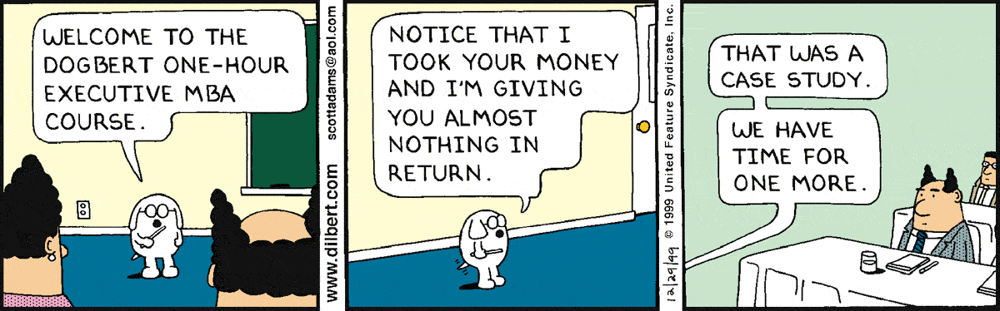 WELCOME TO THE
DOGBERT ONE-HOUR
EXECUTIVE MBA
COURSE.
www.dilbert.com scottadams@aol.com
NOTICE THAT I
TOOK YOUR MONEY
AND I'M GIVING
YOU ALMOST
NOTHING IN
RETURN.
12/29/99 © 1999 United Feature Syndicate, Inc.
THAT WAS A
CASE STUDY.
WE HAVE
TIME FOR
ONE MORE.